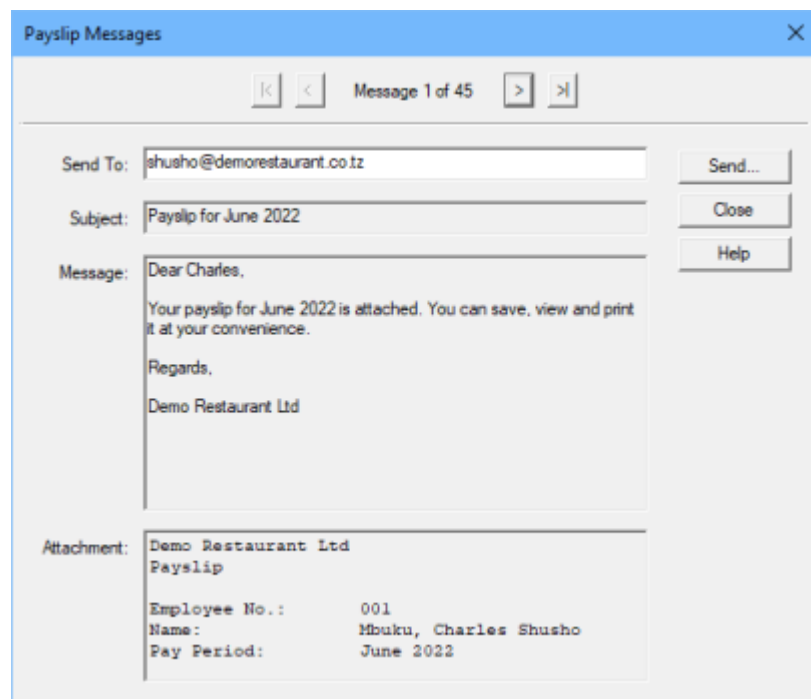 Payslip Messages
|< < Message 1 of 45 > >|
Send To: shusho@demorestaurant.co.tz Send...
Subject: Payslip for June 2022 Close
Help
Message: Dear Charles,
Your payslip for June 2022 is attached. You can save, view and print
it at your convenience.
Regards,
Demo Restaurant Ltd
Attachment: Demo Restaurant Ltd
Payslip
Employee No.: 001
Name: Mbuku, Charles Shusho
Pay Period: June 2022